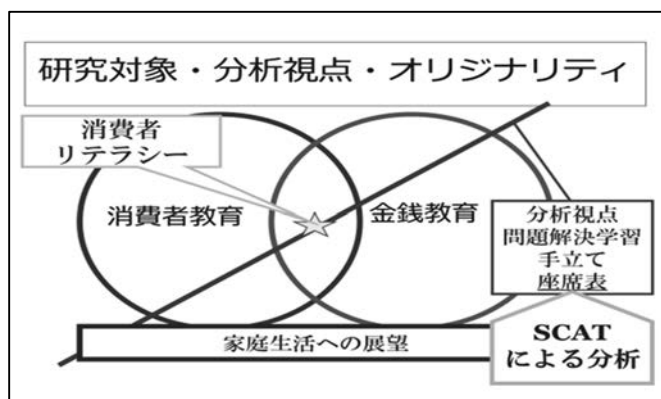 研究対象・分析視点・オリジナリティ
消費者
リテラシー
消費者教育
金銭教育
分析視点
問題解決学習
手立て
座席表
家庭生活への展望
SCAT
による分析